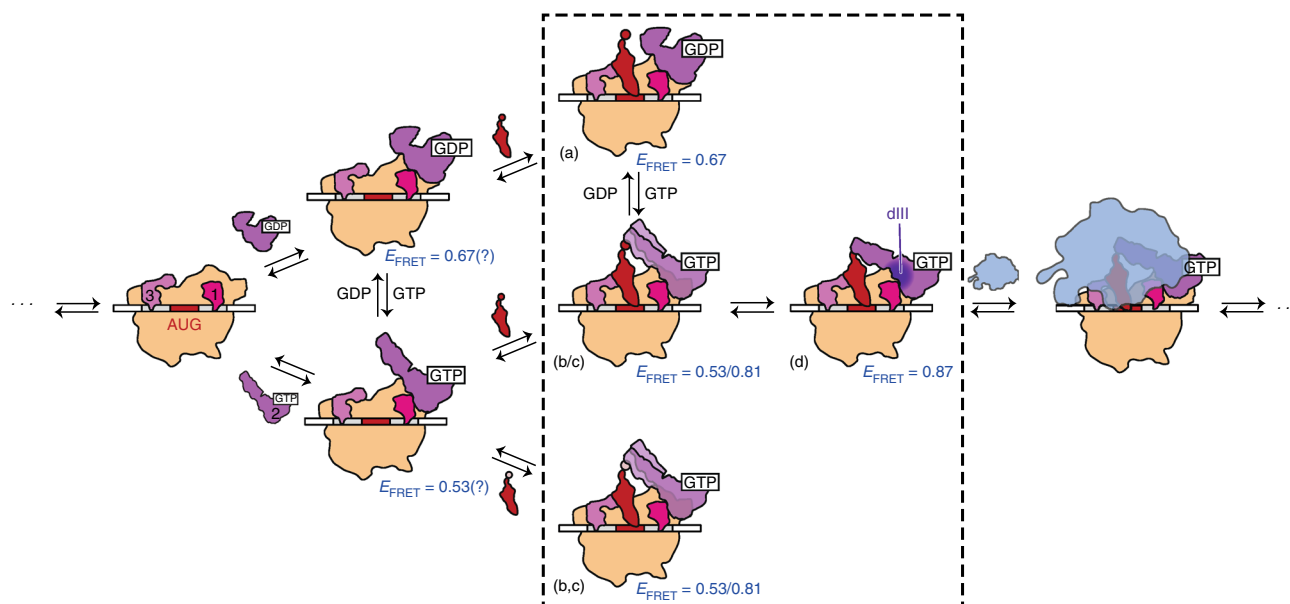 GDP
(a)
E_FRET = 0.67
GDP
GDP
GTP
dIII
GDP
E_FRET = 0.67(?)
GTP
GTP
GTP
3
1
AUG
GDP
GTP
. . .
. .
(b/c)
E_FRET = 0.53/0.81
(d)
E_FRET = 0.87
GTP
2
GTP
E_FRET = 0.53(?)
GTP
(b,c)
E_FRET = 0.53/0.81